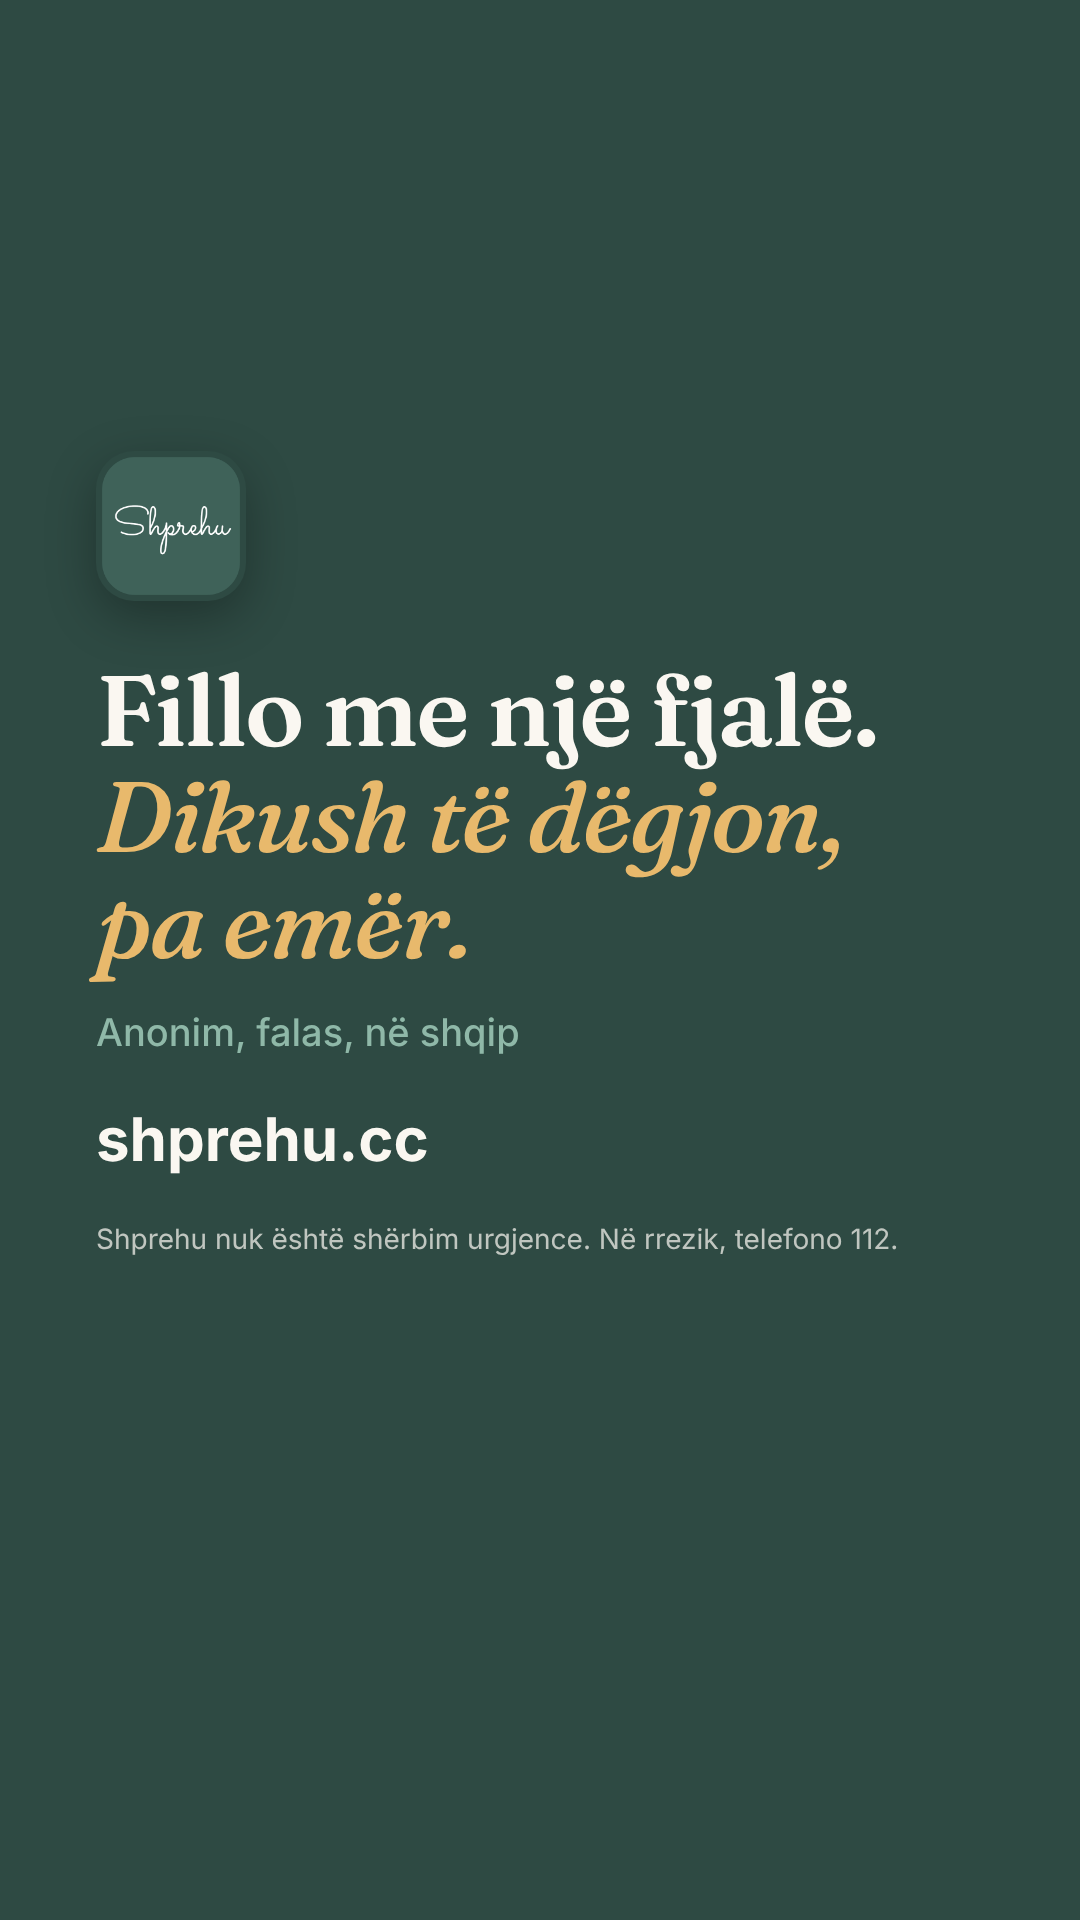 Shprehu
Fillo me një fjalë.
Dikush të dëgjon,
pa emër.
Anonim, falas, në shqip
shprehu.cc
Shprehu nuk është shërbim urgjence. Në rrezik, telefono 112.